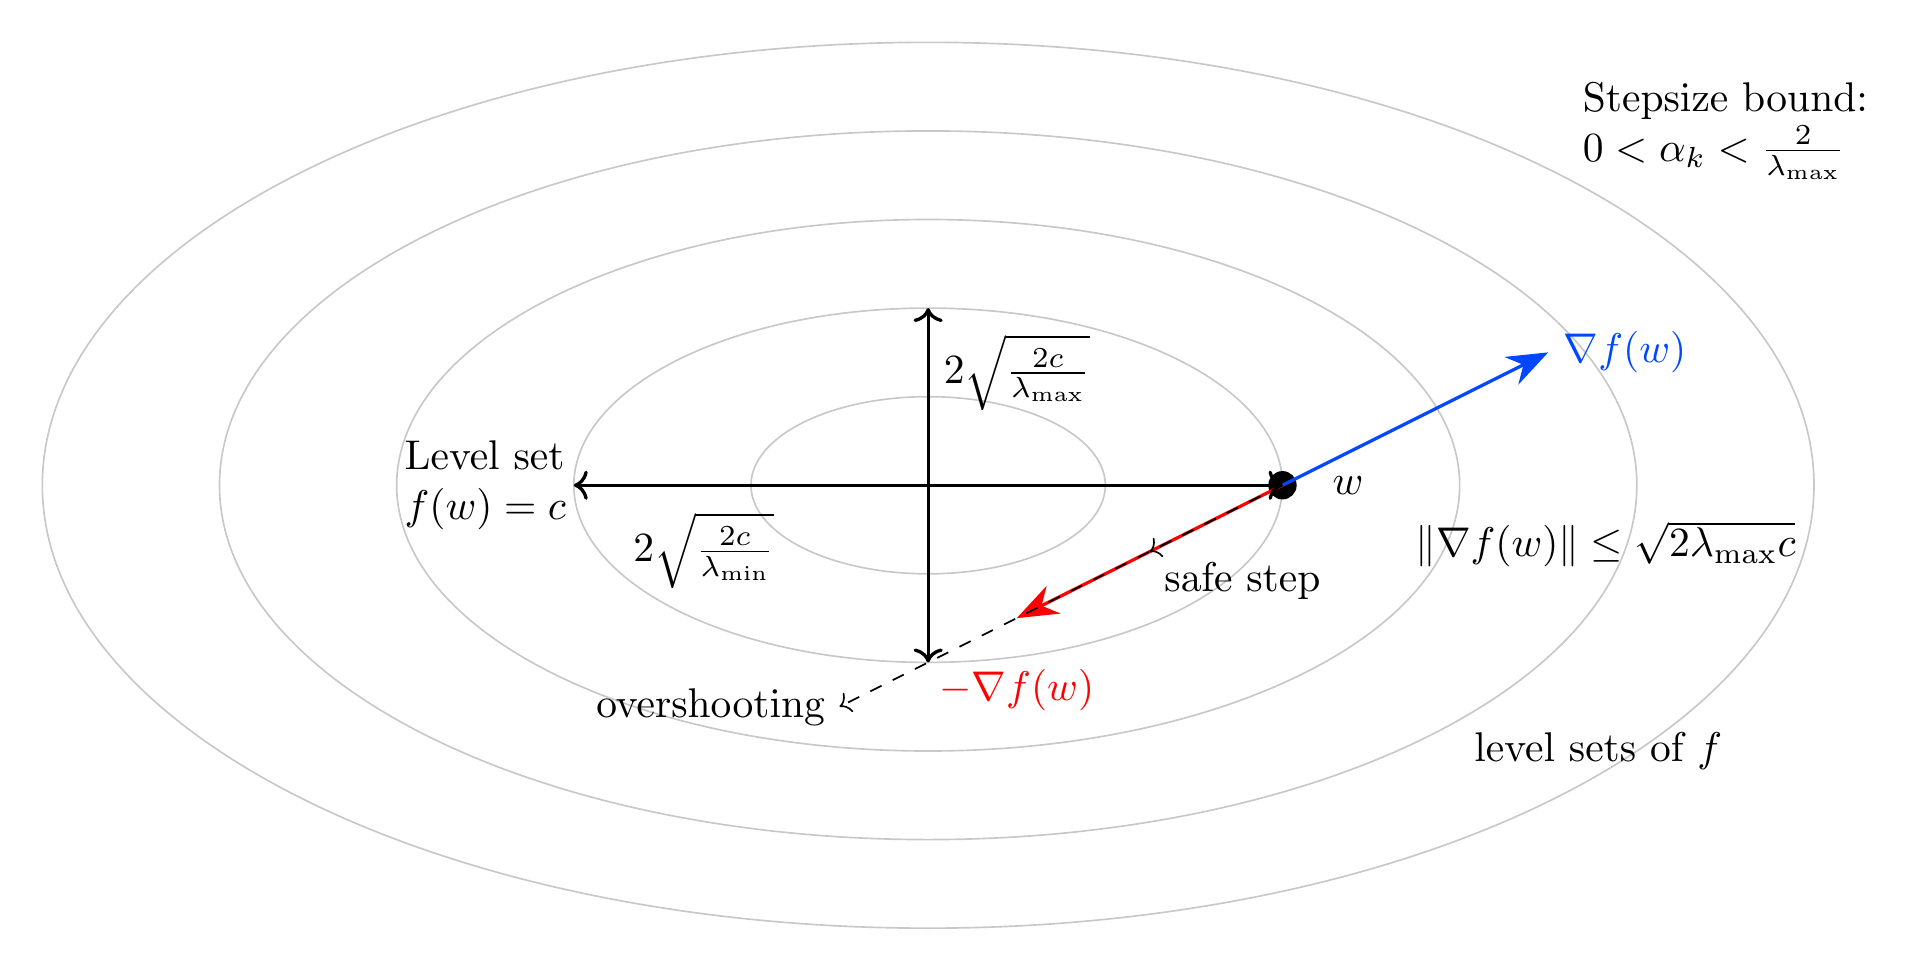 Stepsize bound:
$0 < \alpha_k < \frac{2}{\lambda_{\max}}$
$2\sqrt{\frac{2c}{\lambda_{\max}}}$
$\nabla f(w)$
Level set
$f(w) = c$
$w$
$2\sqrt{\frac{2c}{\lambda_{\min}}}$
$\|\nabla f(w)\| \leq \sqrt{2\lambda_{\max} c}$
safe step
$-\nabla f(w)$
overshooting
level sets of $f$